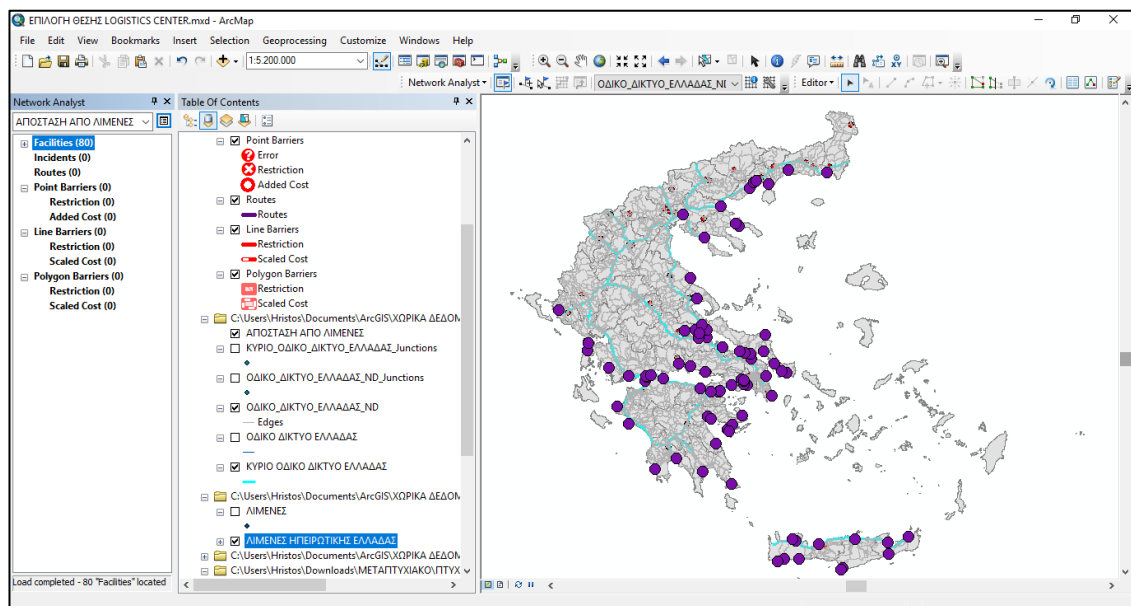 ΕΠΙΛΟΓΗ ΘΕΣΗΣ LOGISTICS CENTER.mxd - ArcMap
File Edit View Bookmarks Insert Selection Geoprocessing Customize Windows Help
1:5.200.000
Network Analyst ΟΔΙΚΟ_ΔΙΚΤΥΟ_ΕΛΛΑΔΑΣ_ΝΙ Editor
Network Analyst
ΑΠΟΣΤΑΣΗ ΑΠΟ ΛΙΜΕΝΕΣ
Facilities (80)
Incidents (0)
Routes (0)
Point Barriers (0)
Restriction (0)
Added Cost (0)
Line Barriers (0)
Restriction (0)
Scaled Cost (0)
Polygon Barriers (0)
Restriction (0)
Scaled Cost (0)
Load completed - 80 "Facilities" located
Table Of Contents
Point Barriers
Error
Restriction
Added Cost
Routes
Routes
Line Barriers
Restriction
Scaled Cost
Polygon Barriers
Restriction
Scaled Cost
C:\Users\Hristos\Documents\ArcGIS\ΧΩΡΙΚΑ ΔΕΔΟΜ
ΑΠΟΣΤΑΣΗ ΑΠΟ ΛΙΜΕΝΕΣ
ΚΥΡΙΟ_ΟΔΙΚΟ_ΔΙΚΤΥΟ_ΕΛΛΑΔΑΣ_Junctions
ΟΔΙΚΟ_ΔΙΚΤΥΟ_ΕΛΛΑΔΑΣ_ND_Junctions
ΟΔΙΚΟ_ΔΙΚΤΥΟ_ΕΛΛΑΔΑΣ_ND
Edges
ΟΔΙΚΟ ΔΙΚΤΥΟ ΕΛΛΑΔΑΣ
ΚΥΡΙΟ ΟΔΙΚΟ ΔΙΚΤΥΟ ΕΛΛΑΔΑΣ
C:\Users\Hristos\Documents\ArcGIS\ΧΩΡΙΚΑ ΔΕΔΟΜ
ΛΙΜΕΝΕΣ
ΛΙΜΕΝΕΣ ΗΠΕΙΡΩΤΙΚΗΣ ΕΛΛΑΔΑΣ
C:\Users\Hristos\Documents\ArcGIS\ΧΩΡΙΚΑ ΔΕΔΟΜ
C:\Users\Hristos\Downloads\ΜΕΤΑΠΤΥΧΙΑΚΟ\ΠΤΥΧ